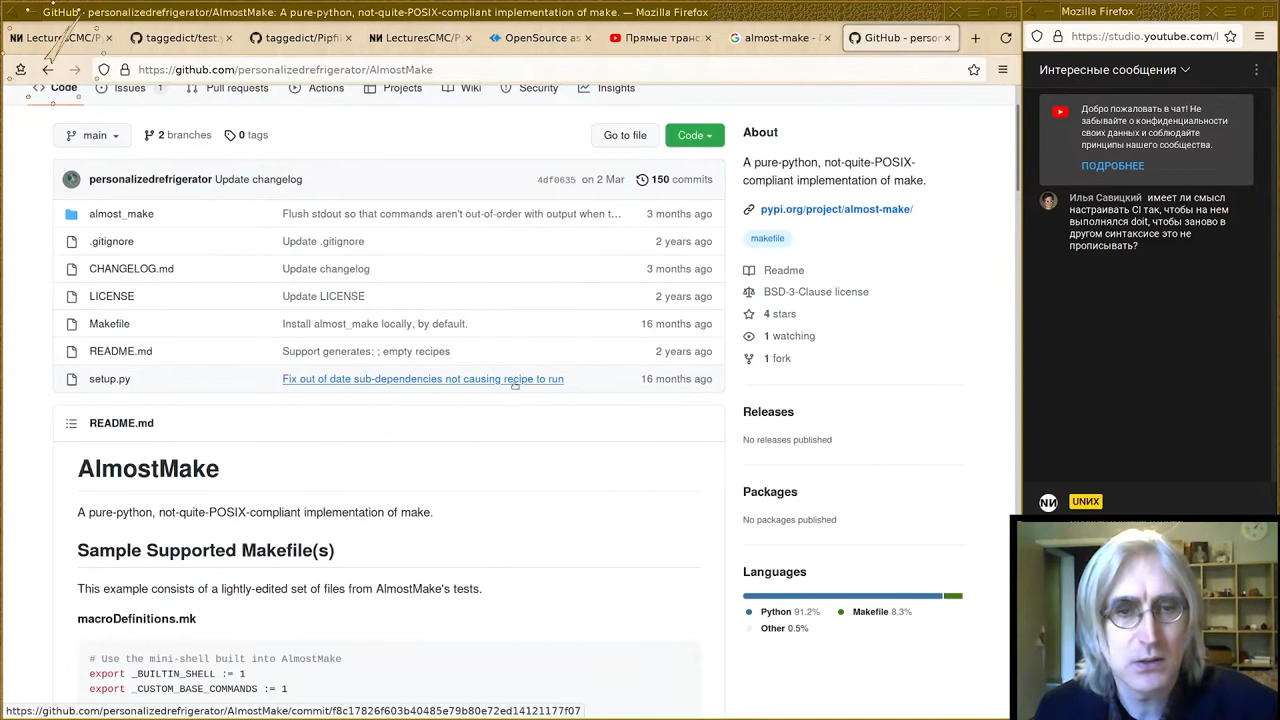 GitHub - personalizedrefrigerator/AlmostMake: A pure-python, not-quite-POSIX-compliant implementation of make. — Mozilla Firefox
Mozilla Firefox
LecturesCMC/P
taggedict/test.y
taggedict/Pipfil
LecturesCMC/P
OpenSource as
Прямые транс
almost-make -
GitHub - person
https://github.com/personalizedrefrigerator/AlmostMake
https://studio.youtube.com/l
Code
Issues 1
Pull requests
Actions
Projects
Wiki
Security
Insights
main
2 branches
0 tags
Go to file
Code
personalizedrefrigerator Update changelog
4df0635 on 2 Mar
150 commits
almost_make Flush stdout so that commands aren't out-of-order with output when t… 3 months ago
.gitignore Update .gitignore 2 years ago
CHANGELOG.md Update changelog 3 months ago
LICENSE Update LICENSE 2 years ago
Makefile Install almost_make locally, by default. 16 months ago
README.md Support generates: ; empty recipes 2 years ago
setup.py Fix out of date sub-dependencies not causing recipe to run 16 months ago
README.md
AlmostMake
A pure-python, not-quite-POSIX-compliant implementation of make.
Sample Supported Makefile(s)
This example consists of a lightly-edited set of files from AlmostMake's tests.
macroDefinitions.mk
# Use the mini-shell built into AlmostMake
export _BUILTIN_SHELL := 1
export _CUSTOM_BASE_COMMANDS := 1
https://github.com/personalizedrefrigerator/AlmostMake/commit/f8c17826f603b40485e79b80e72ed14121177f07
About
A pure-python, not-quite-POSIX-
compliant implementation of make.
pypi.org/project/almost-make/
makefile
Readme
BSD-3-Clause license
4 stars
1 watching
1 fork
Releases
No releases published
Packages
No packages published
Languages
Python 91.2%
Makefile 8.3%
Other 0.5%
Интересные сообщения
Добро пожаловать в чат! Не
забывайте о конфиденциальности
своих данных и соблюдайте
принципы нашего сообщества.
ПОДРОБНЕЕ
Илья Савицкий имеет ли смысл
настраивать CI так, чтобы на нем
выполнялся doit, чтобы заново в
другом синтаксисе это не
прописывать?
UNИX